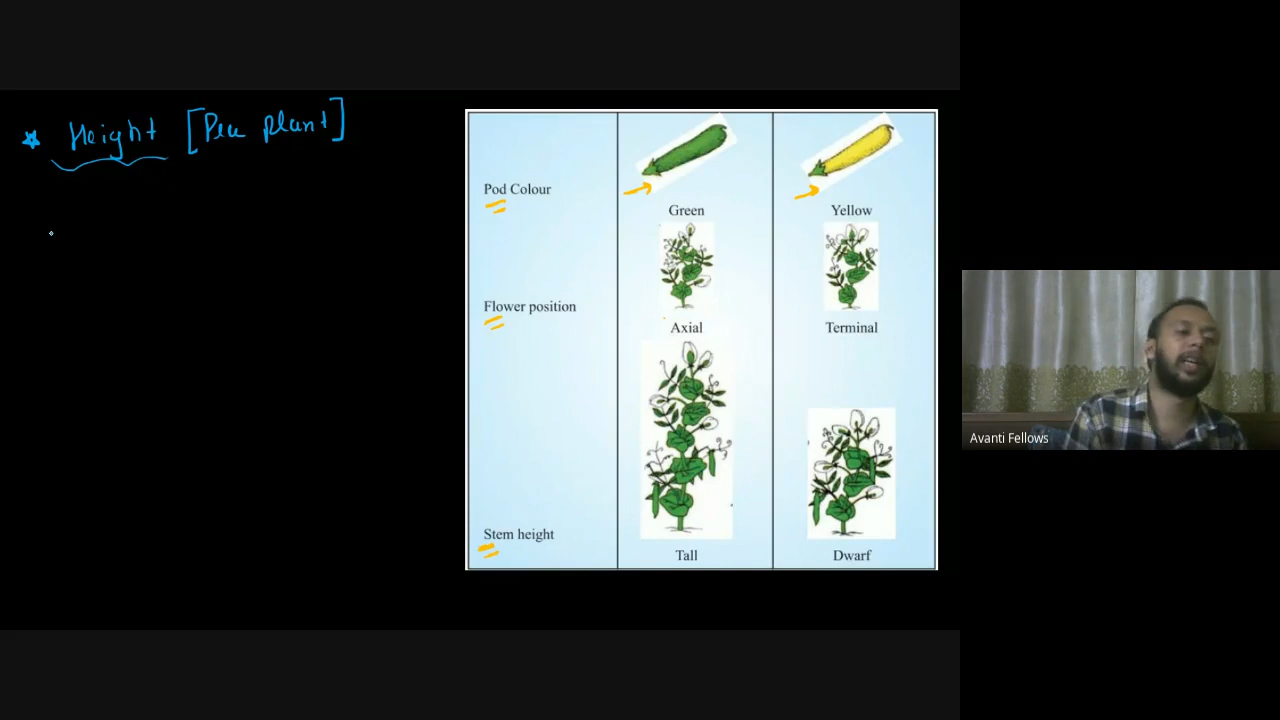 Height [Pea plant]
Pod Colour
Green
Yellow
Flower position
Axial
Terminal
Stem height
Tall
Dwarf
Avanti Fellows